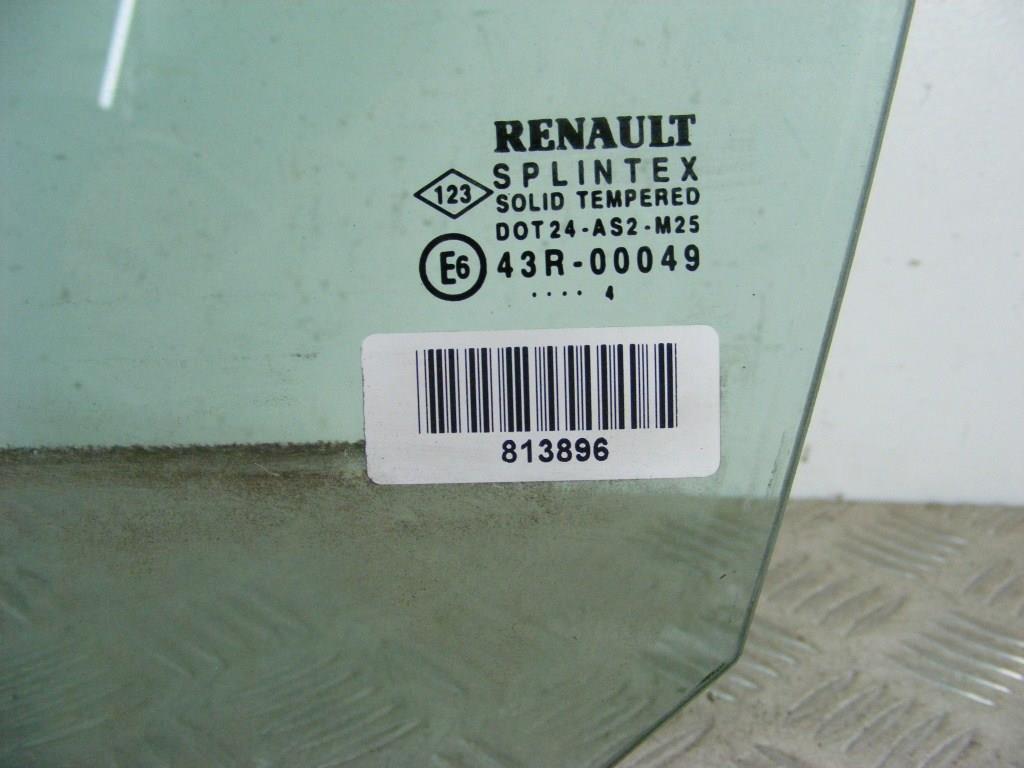 RENAULT
SPLINTEX
123
SOLID TEMPERED
DOT24-AS2-M25
E6 43R-00049
.... 4
813896